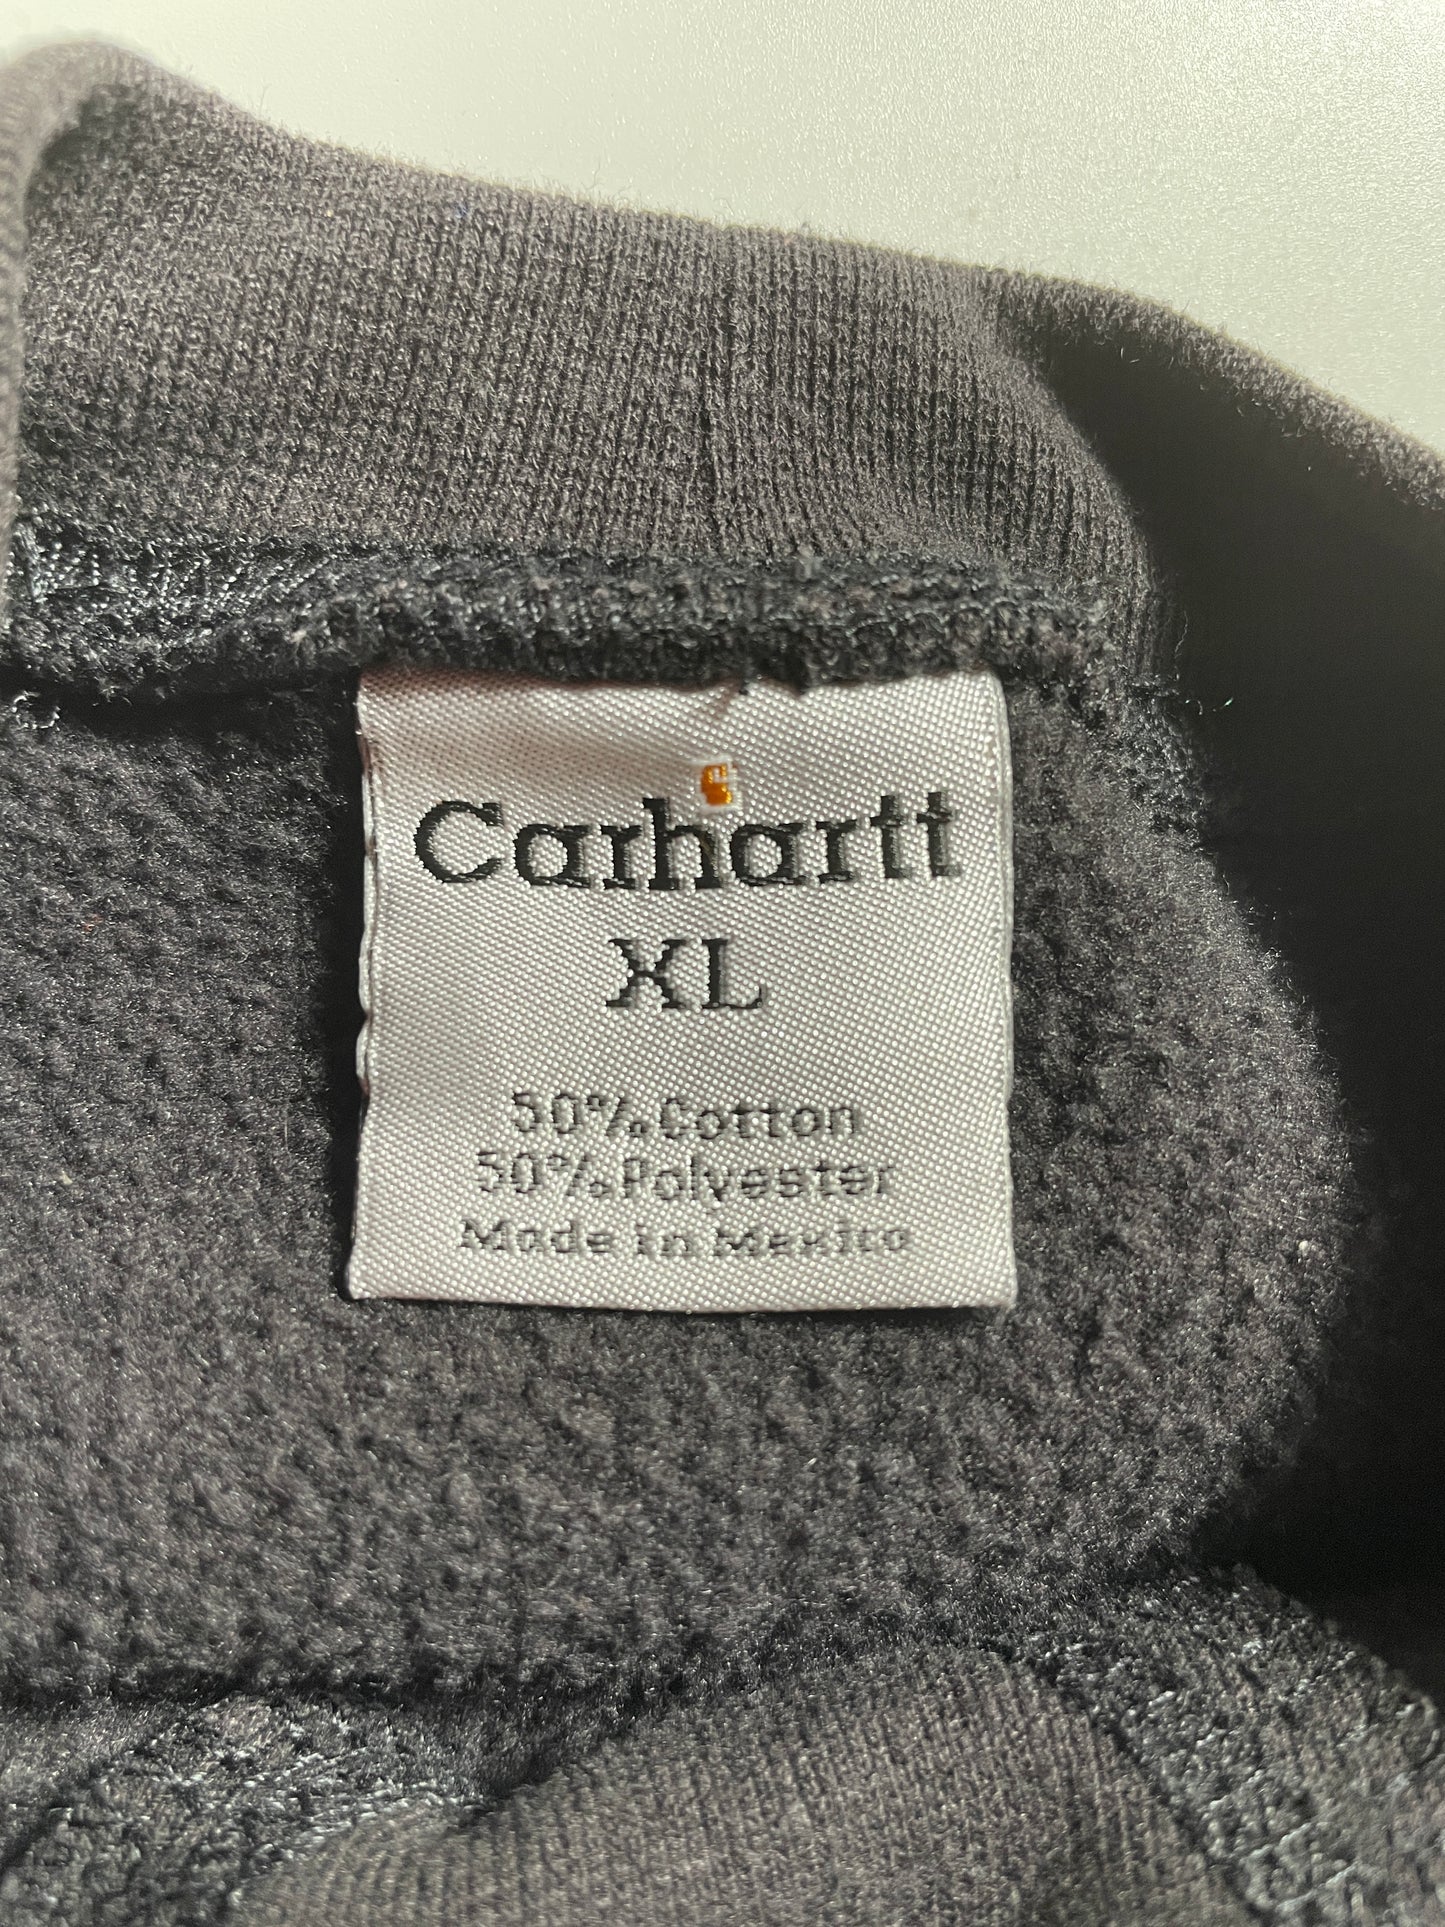 Carhartt
XL
50% Cotton
50% Polyester
Made in Mexico